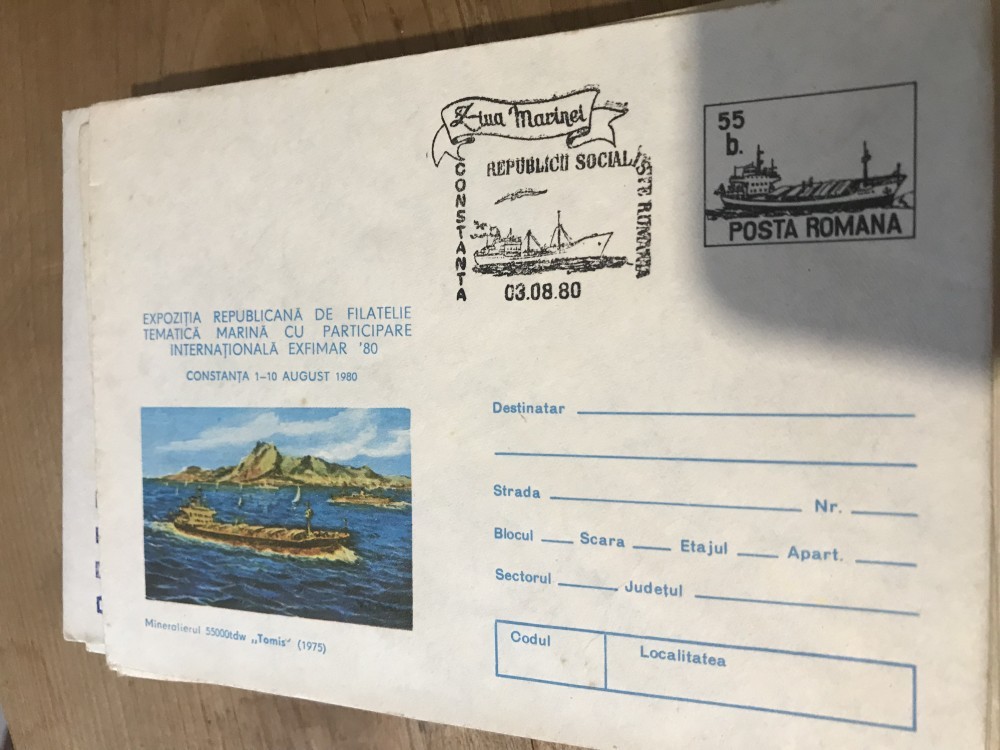 Ziua Marinei
REPUBLICII SOCIALISTE ROMANIA
CONSTANTA
03.08.80
55
b.
POSTA ROMANA
EXPOZIȚIA REPUBLICANĂ DE FILATELIE
TEMATICĂ MARINĂ CU PARTICIPARE
INTERNAȚIONALĂ EXFIMAR '80
CONSTANȚA 1-10 AUGUST 1980
Mineralierul 55000tdw „Tomis" (1975)
Destinatar
Strada Nr.
Blocul Scara Etajul Apart.
Sectorul Județul
Codul Localitatea